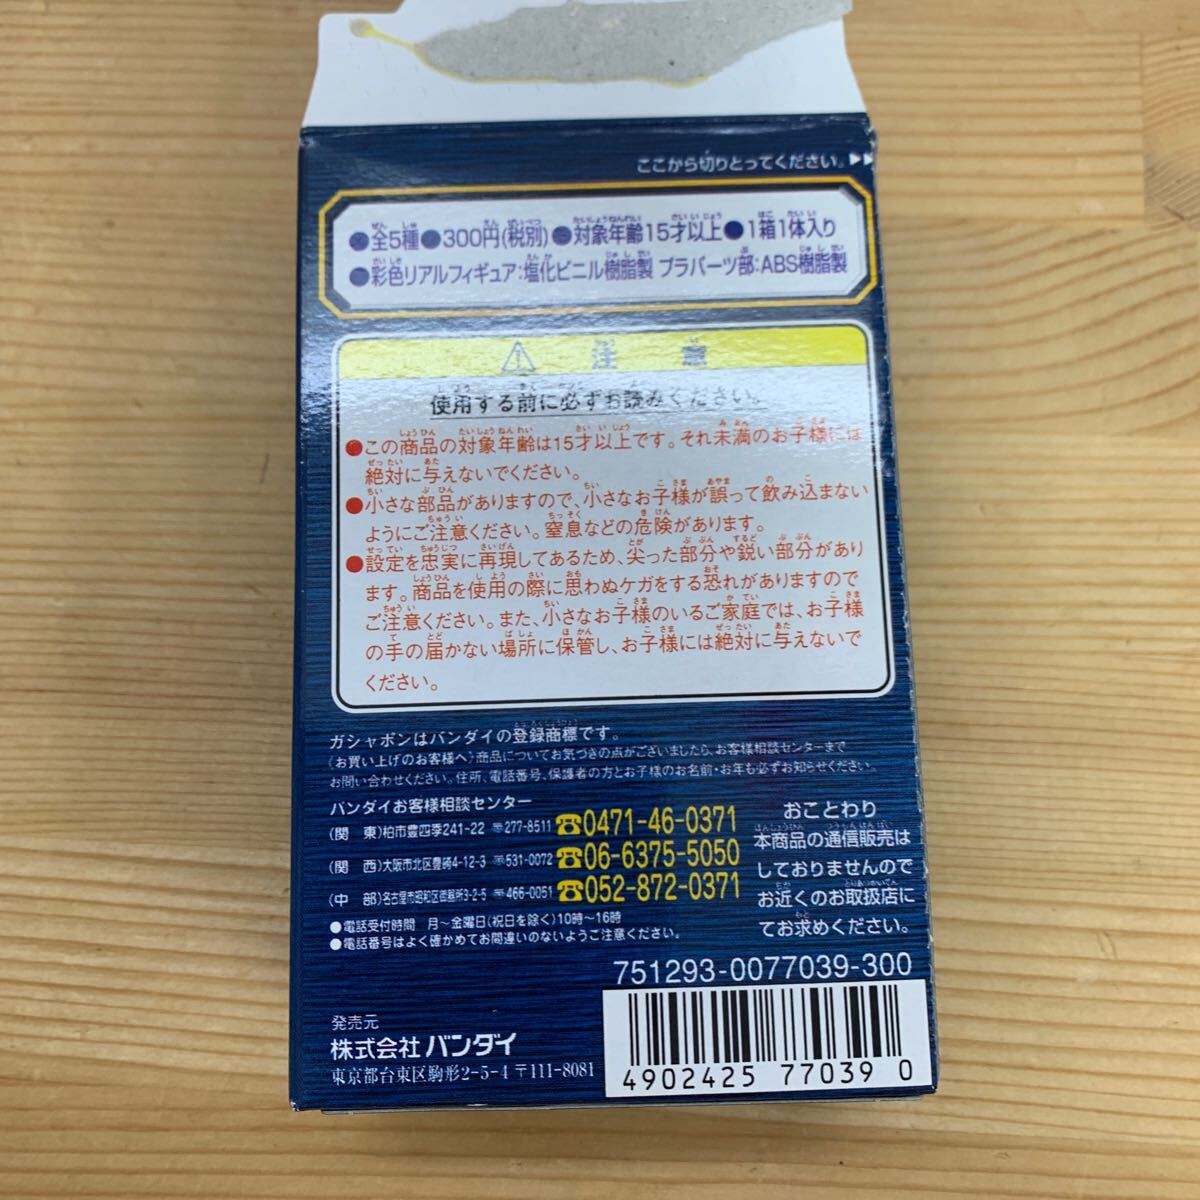 ここから切りとってください。▶▶
●全5種●300円(税別)●対象年齢15才以上●1箱1体入り
●彩色リアルフィギュア:塩化ビニル樹脂製 プラパーツ部:ABS樹脂製
⚠ 注意
使用する前に必ずお読みください。
●この商品の対象年齢は15才以上です。それ未満のお子様には
絶対に与えないでください。
●小さな部品がありますので、小さなお子様が誤って飲み込まない
ようにご注意ください。窒息などの危険があります。
●設定を忠実に再現してあるため、尖った部分や鋭い部分があり
ます。商品を使用の際に思わぬケガをする恐れがありますので
ご注意ください。また、小さなお子様のいるご家庭では、お子様
の手の届かない場所に保管し、お子様には絶対に与えないで
ください。
ガシャポンはバンダイの登録商標です。
《お買い上げのお客様へ》商品についてお気づきの点がございましたら、お客様相談センターまで
お問い合わせください。住所、電話番号、保護者の方とお子様のお名前・お年も必ずお知らせください。
バンダイお客様相談センター
(関 東)柏市豊四季241-22 〒277-8511 ☎0471-46-0371
(関 西)大阪市北区豊崎4-12-3 〒531-0072 ☎06-6375-5050
(中 部)名古屋市昭和区御器所3-2-5 〒466-0051 ☎052-872-0371
●電話受付時間 月～金曜日(祝日を除く)10時～16時
●電話番号はよく確かめてお間違いのないようご注意ください。
おことわり
本商品の通信販売は
しておりませんので
お近くのお取扱店に
てお求めください。
751293-0077039-300
発売元
株式会社 バンダイ
東京都台東区駒形2-5-4 〒111-8081
4902425 77039 0